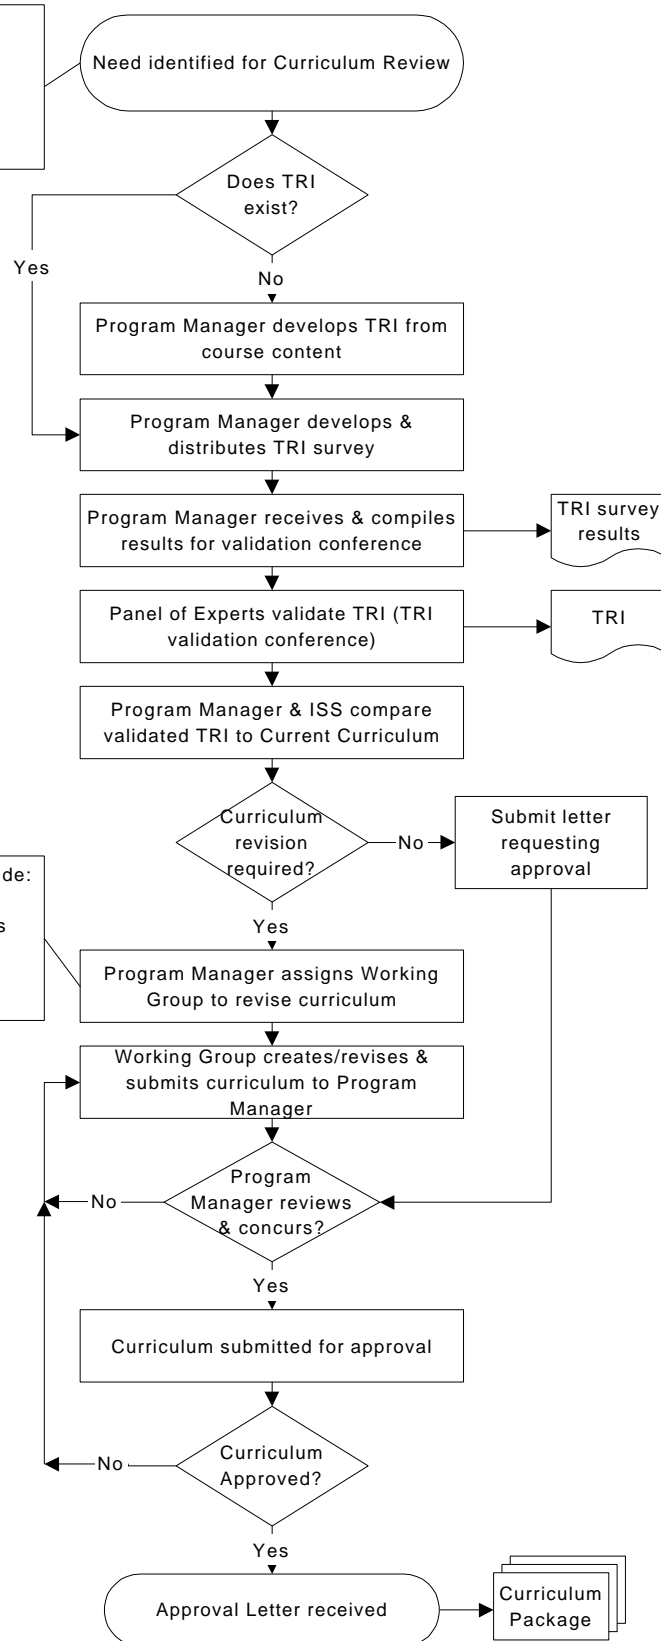 Need identified for Curriculum Review
Does TRI
exist?
Yes
No
Program Manager develops TRI from
course content
Program Manager develops &
distributes TRI survey
Program Manager receives & compiles
results for validation conference
TRI survey
results
Panel of Experts validate TRI (TRI
validation conference)
TRI
Program Manager & ISS compare
validated TRI to Current Curriculum
Curriculum
revision
required?
No
Submit letter
requesting
approval
de:
s
Yes
Program Manager assigns Working
Group to revise curriculum
Working Group creates/revises &
submits curriculum to Program
Manager
Program
Manager reviews
& concurs?
No
Yes
Curriculum submitted for approval
Curriculum
Approved?
No
Yes
Approval Letter received
Curriculum
Package